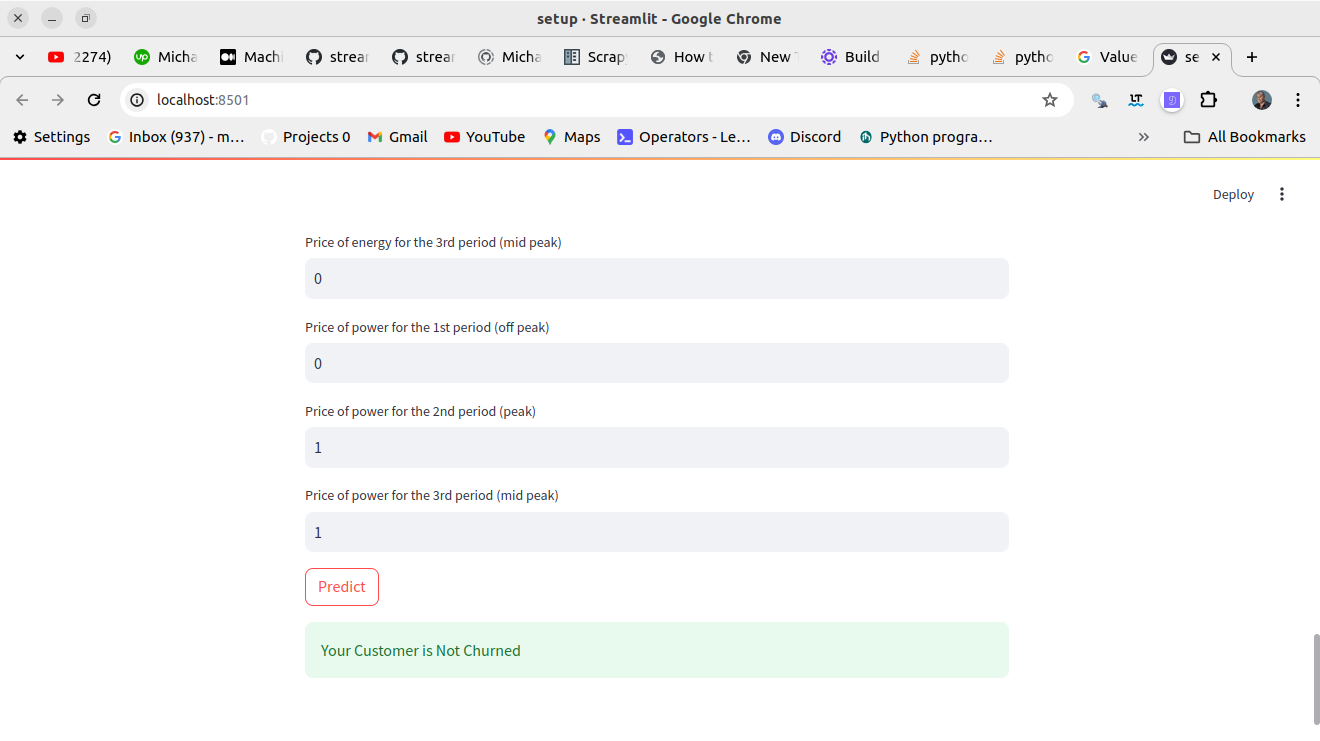 setup · Streamlit - Google Chrome
2274) Micha Machi strear strear Micha Scrap How t New Build pytho pytho Value se
localhost:8501
Settings Inbox (937) - m... Projects 0 Gmail YouTube Maps Operators - Le... Discord Python progra... » All Bookmarks
Deploy
Price of energy for the 3rd period (mid peak)
0
Price of power for the 1st period (off peak)
0
Price of power for the 2nd period (peak)
1
Price of power for the 3rd period (mid peak)
1
Predict
Your Customer is Not Churned